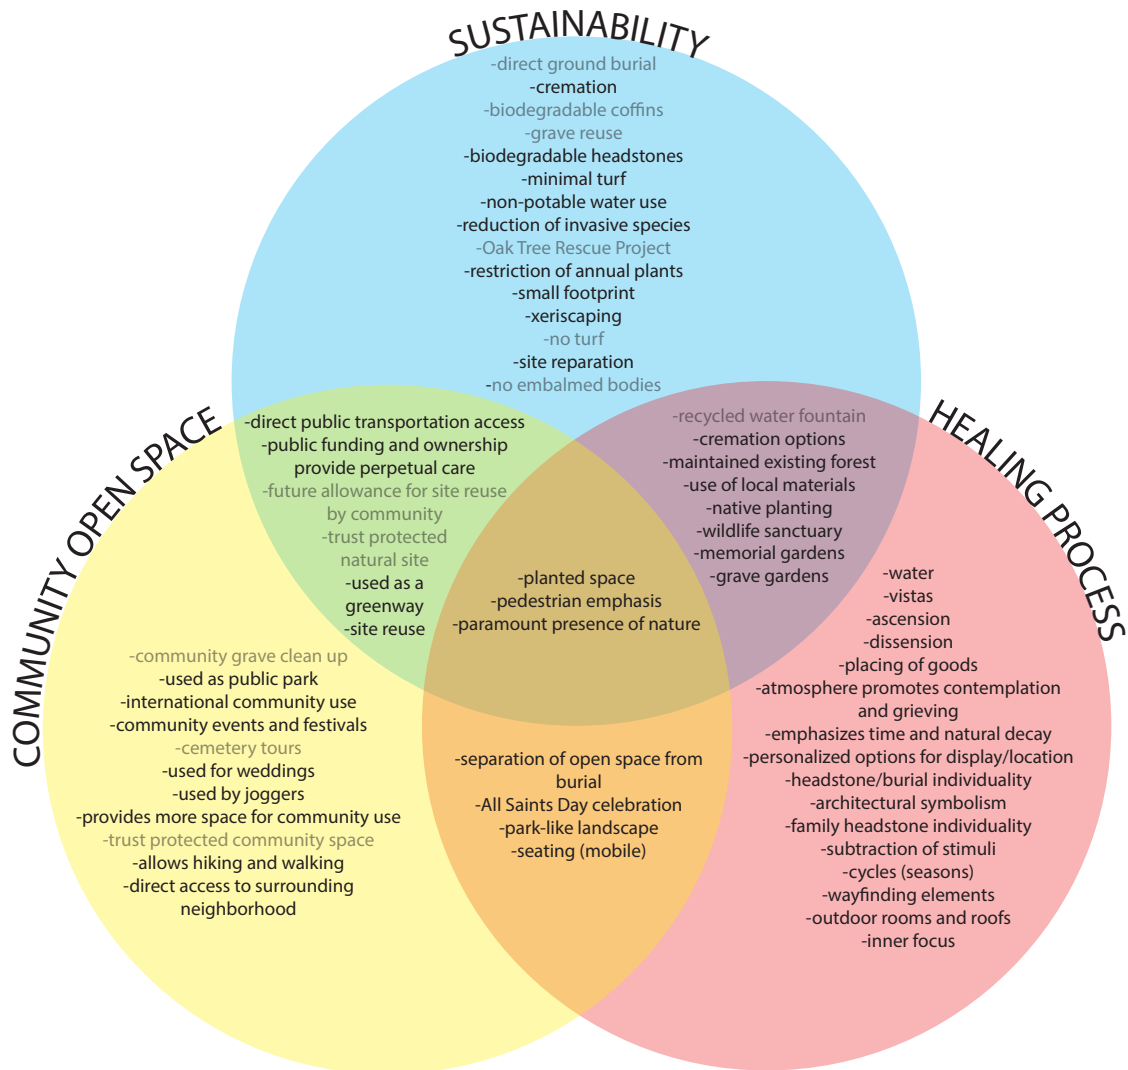 SUSTAINABILITY
-direct ground burial
-cremation
-biodegradable coffins
-grave reuse
-biodegradable headstones
-minimal turf
-non-potable water use
-reduction of invasive species
-Oak Tree Rescue Project
-restriction of annual plants
-small footprint
-xeriscaping
-no turf
-site reparation
-no embalmed bodies
COMMUNITY OPEN SPACE
-direct public transportation access
-public funding and ownership
provide perpetual care
-future allowance for site reuse
by community
-trust protected
natural site
-used as a
greenway
-site reuse
HEALING PROCESS
-recycled water fountain
-cremation options
-maintained existing forest
-use of local materials
-native planting
-wildlife sanctuary
-memorial gardens
-grave gardens
-planted space
-pedestrian emphasis
-paramount presence of nature
-community grave clean up
-used as public park
-international community use
-community events and festivals
-cemetery tours
-used for weddings
-used by joggers
-provides more space for community use
-trust protected community space
-allows hiking and walking
-direct access to surrounding
neighborhood
-separation of open space from
burial
-All Saints Day celebration
-park-like landscape
-seating (mobile)
-water
-vistas
-ascension
-dissension
-placing of goods
-atmosphere promotes contemplation
and grieving
-emphasizes time and natural decay
-personalized options for display/location
-headstone/burial individuality
-architectural symbolism
-family headstone individuality
-subtraction of stimuli
-cycles (seasons)
-wayfinding elements
-outdoor rooms and roofs
-inner focus